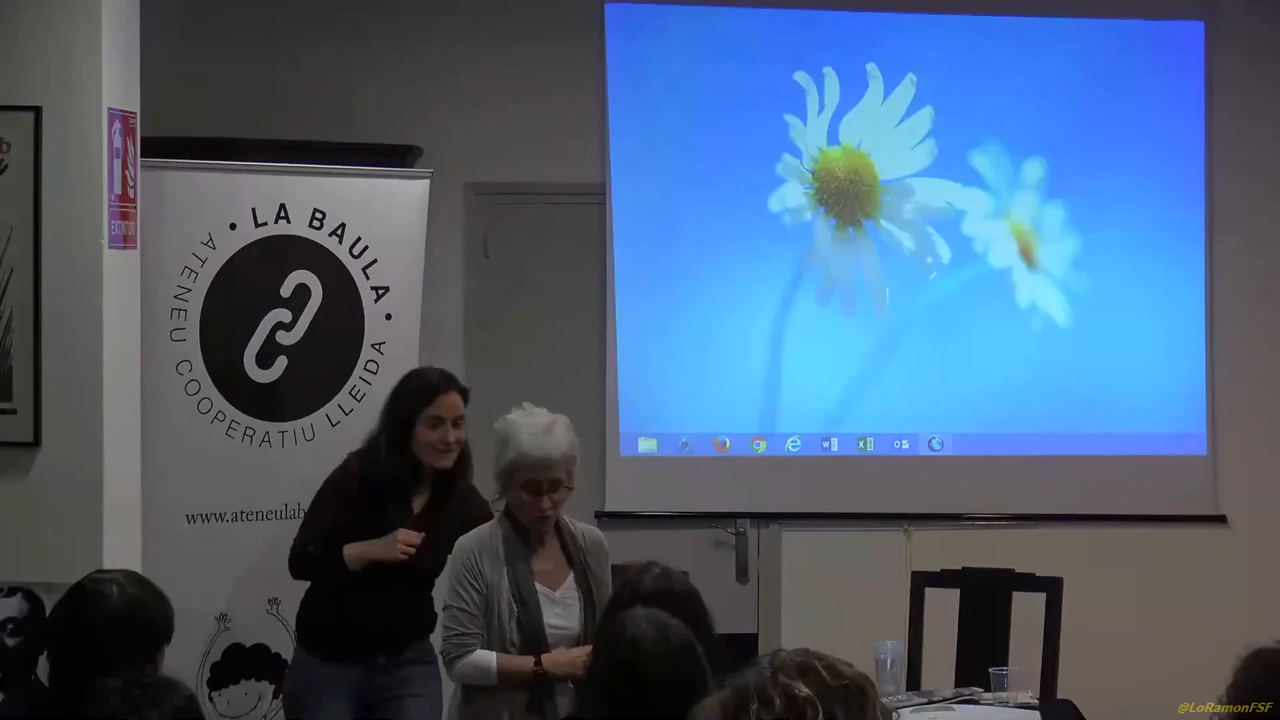 EXTINTOR
• LA BAULA •
ATENEU COOPERATIU LLEIDA
www.ateneulab
@LoRamonFSF